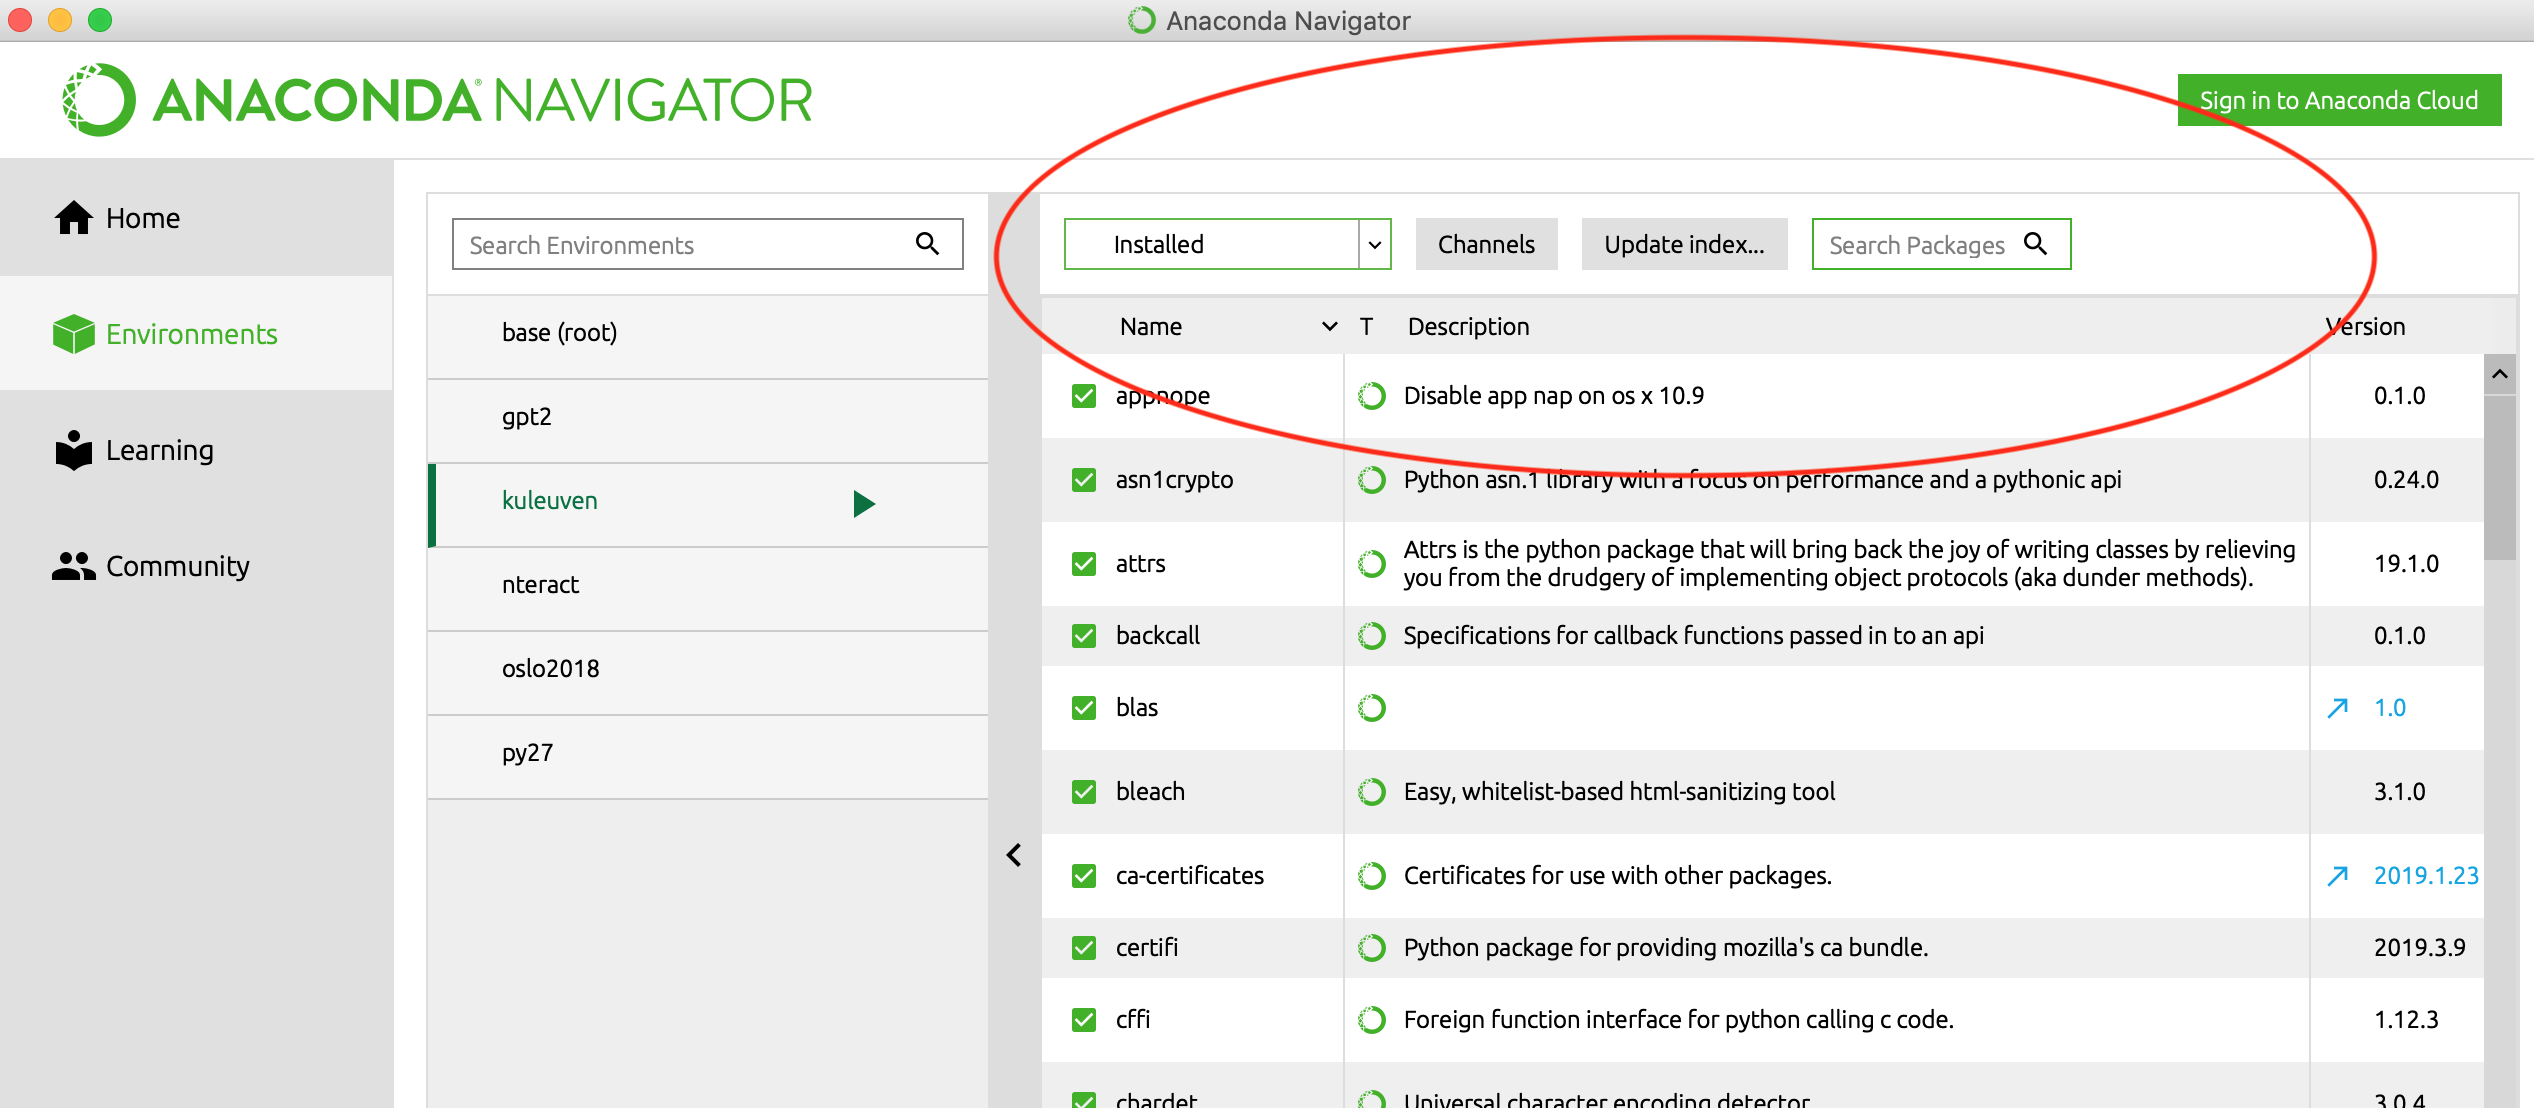 Anaconda Navigator
ANACONDA® NAVIGATOR
Sign in to Anaconda Cloud
Home
Environments
Learning
Community
Search Environments
base (root)
gpt2
kuleuven
nteract
oslo2018
py27
Installed
Channels
Update index...
Search Packages
Name T Description Version
appnope Disable app nap on os x 10.9 0.1.0
asn1crypto Python asn.1 library with a focus on performance and a pythonic api 0.24.0
attrs Attrs is the python package that will bring back the joy of writing classes by relieving
you from the drudgery of implementing object protocols (aka dunder methods). 19.1.0
backcall Specifications for callback functions passed in to an api 0.1.0
blas 1.0
bleach Easy, whitelist-based html-sanitizing tool 3.1.0
ca-certificates Certificates for use with other packages. 2019.1.23
certifi Python package for providing mozilla's ca bundle. 2019.3.9
cffi Foreign function interface for python calling c code. 1.12.3
chardet Universal character encoding detector 3.0.4